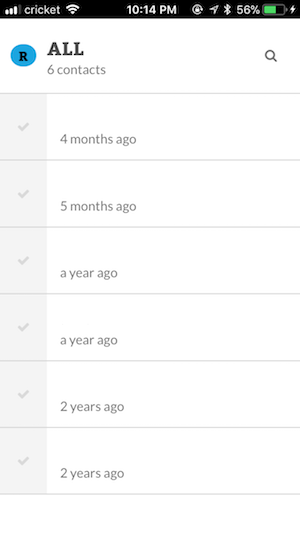 cricket 10:14 PM 56%
R
ALL
6 contacts
4 months ago
5 months ago
a year ago
a year ago
2 years ago
2 years ago